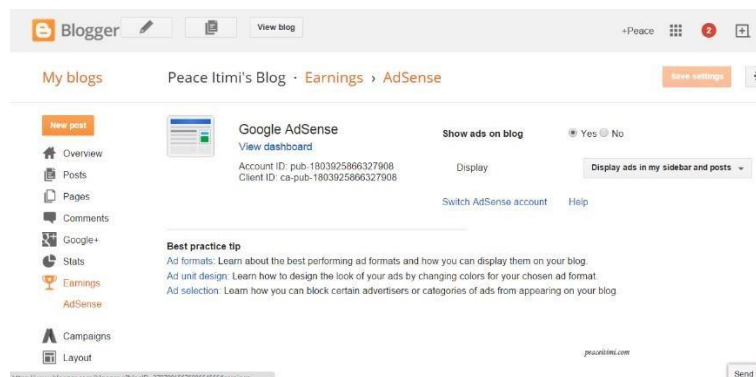 Blogger
View blog
+Peace
2
My blogs
Peace Itimi's Blog · Earnings › AdSense
Save settings
New post
Overview
Posts
Pages
Comments
Google+
Stats
Earnings
AdSense
Campaigns
Layout
Google AdSense
View dashboard
Account ID: pub-1803925866327908
Client ID: ca-pub-1803925866327908
Show ads on blog
Yes No
Display
Display ads in my sidebar and posts
Switch AdSense account Help
Best practice tip
Ad formats: Learn about the best performing ad formats and how you can display them on your blog.
Ad unit design: Learn how to design the look of your ads by changing colors for your chosen ad format.
Ad selection: Learn how you can block certain advertisers or categories of ads from appearing on your blog.
peaceitimi.com
Send